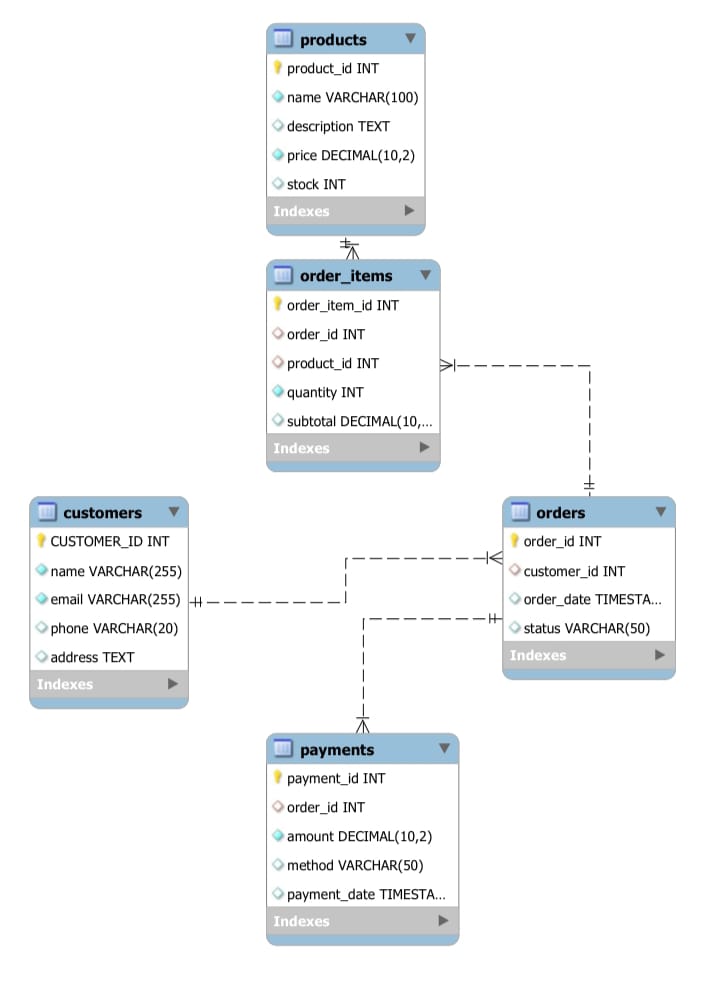 products
product_id INT
name VARCHAR(100)
description TEXT
price DECIMAL(10,2)
stock INT
Indexes
order_items
order_item_id INT
order_id INT
product_id INT
quantity INT
subtotal DECIMAL(10,...
Indexes
customers
CUSTOMER_ID INT
name VARCHAR(255)
email VARCHAR(255)
phone VARCHAR(20)
address TEXT
Indexes
orders
order_id INT
customer_id INT
order_date TIMESTA...
status VARCHAR(50)
Indexes
payments
payment_id INT
order_id INT
amount DECIMAL(10,2)
method VARCHAR(50)
payment_date TIMESTA...
Indexes